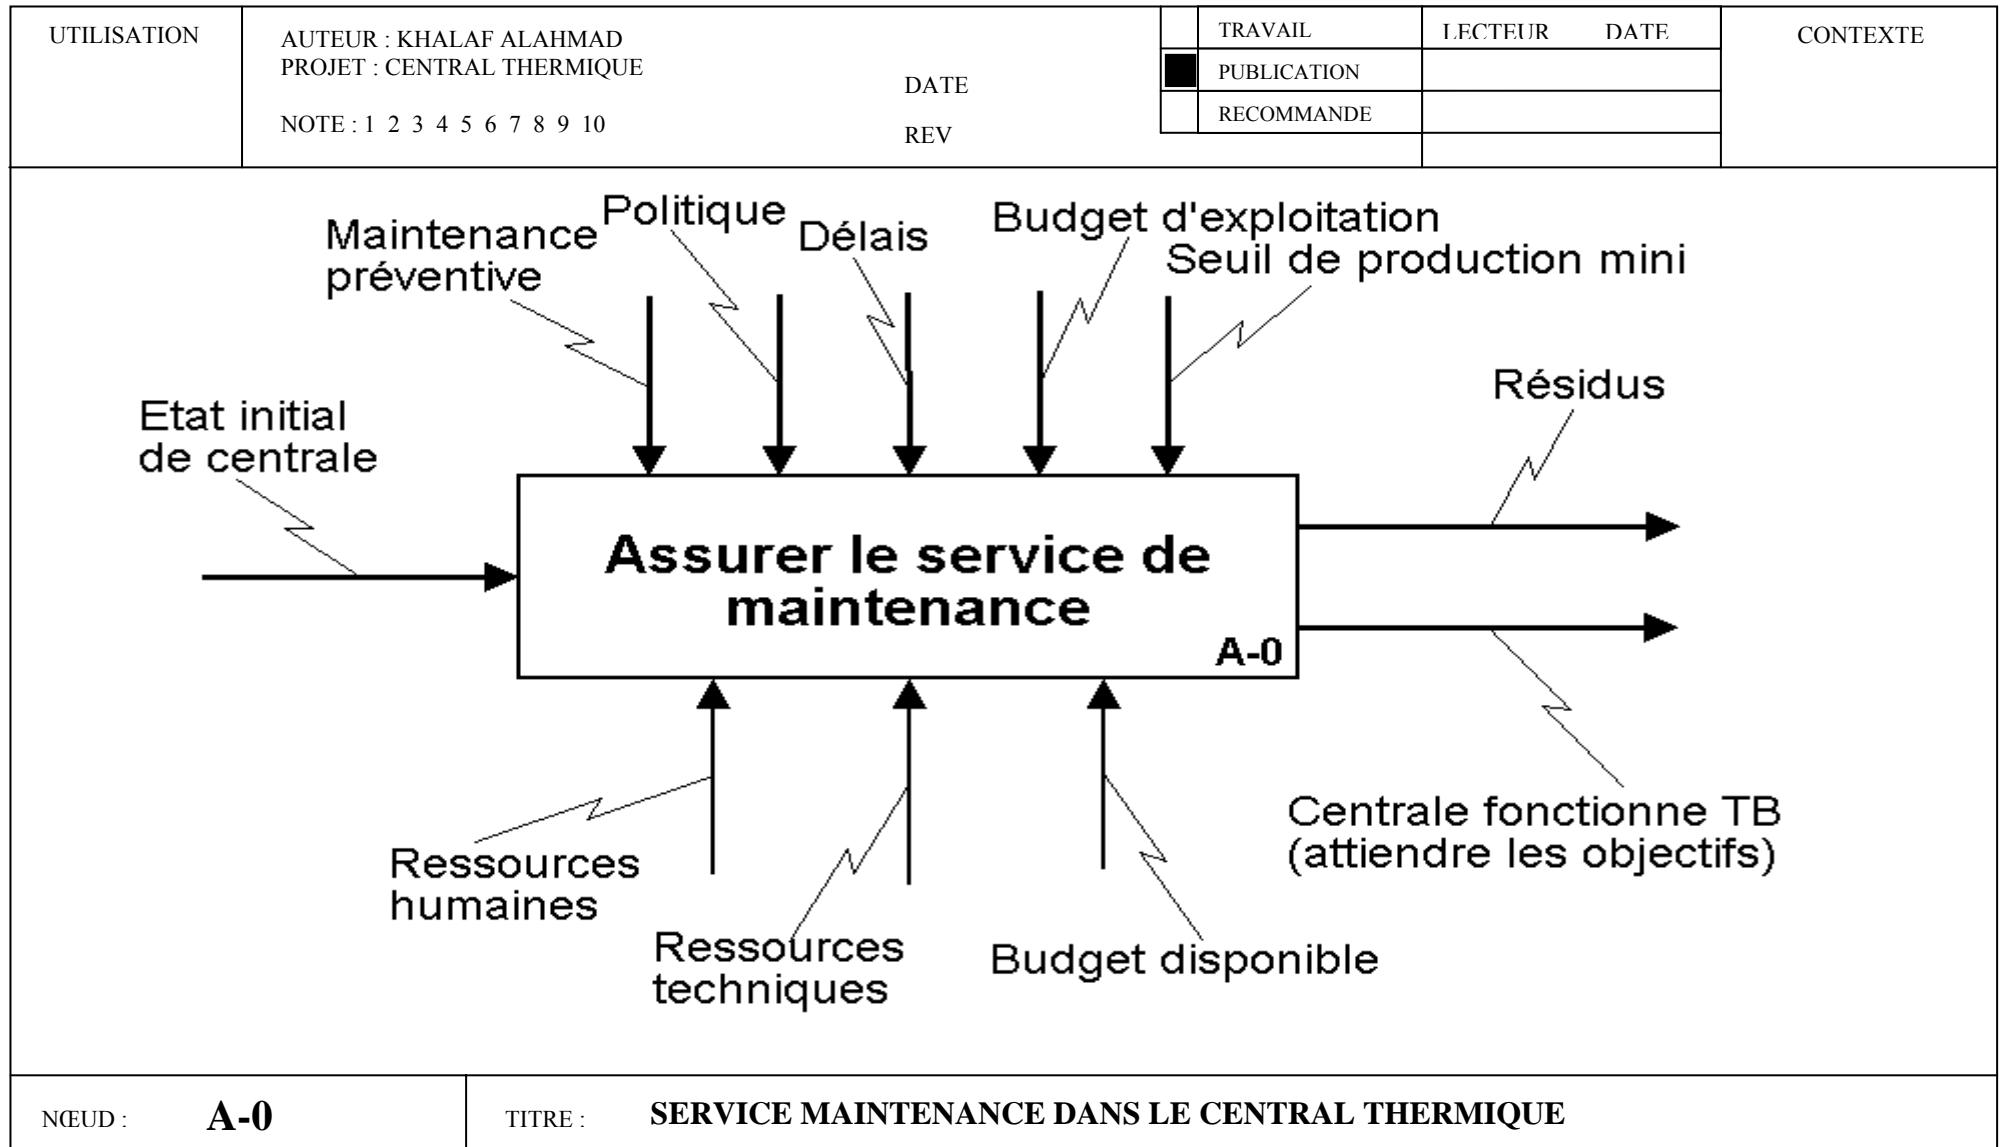 UTILISATION
AUTEUR : KHALAF ALAHMAD
PROJET : CENTRAL THERMIQUE
NOTE : 1 2 3 4 5 6 7 8 9 10
DATE
REV
TRAVAIL
PUBLICATION
RECOMMANDE
LECTEUR DATE
CONTEXTE
Maintenance
préventive
Politique
Délais
Budget d'exploitation
Seuil de production mini
Etat initial
de centrale
Résidus
Assurer le service de
maintenance
A-0
Centrale fonctionne TB
(attiendre les objectifs)
Ressources
humaines
Ressources
techniques
Budget disponible
NŒUD : A-0
TITRE : SERVICE MAINTENANCE DANS LE CENTRAL THERMIQUE